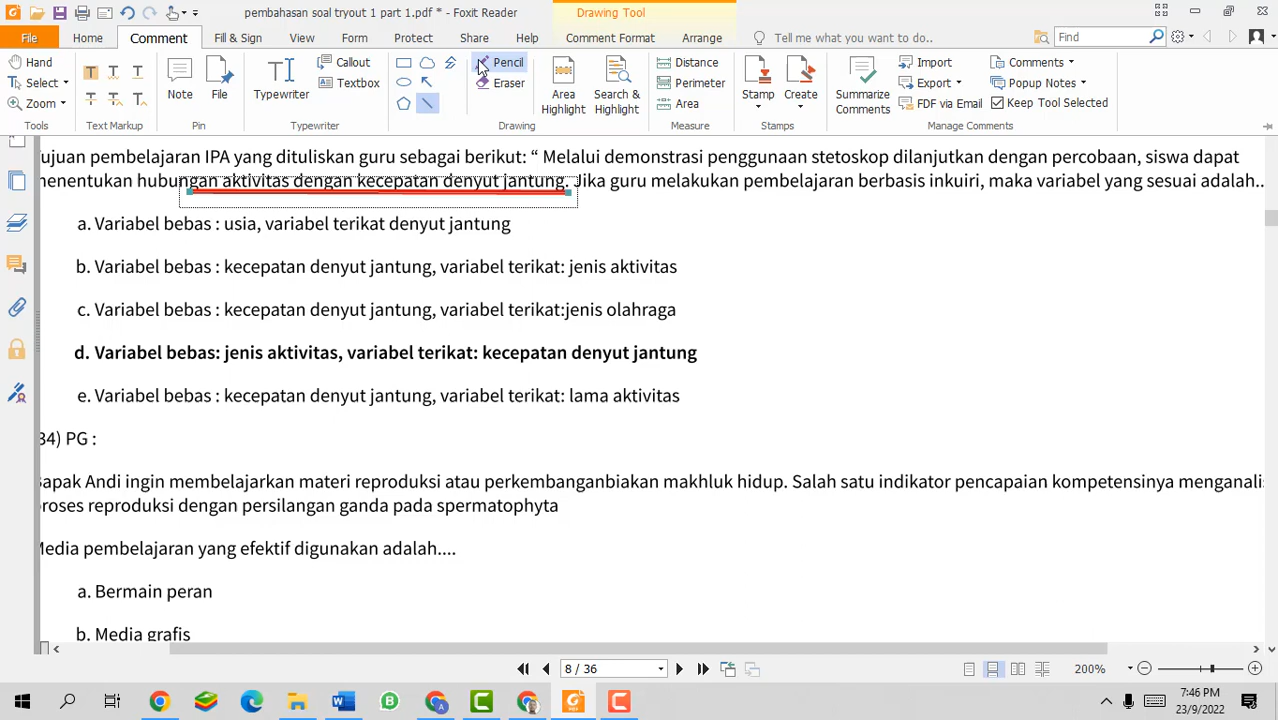 pembahasan soal tryout 1 part 1.pdf * - Foxit Reader
Drawing Tool
File Home Comment Fill & Sign View Form Protect Share Help Comment Format Arrange Tell me what you want to do.. Find
Hand
Select
Zoom
Tools
T T T
T T T
Text Markup
Note
File
Pin
Typewriter
Callout
Textbox
Typewriter
Pencil
Eraser
Area Highlight
Search & Highlight
Drawing
Distance
Perimeter
Area
Measure
Stamp
Create
Stamps
Summarize Comments
Import
Export
FDF via Email
Comments
Popup Notes
Keep Tool Selected
Manage Comments
ujuan pembelajaran IPA yang dituliskan guru sebagai berikut: “ Melalui demonstrasi penggunaan stetoskop dilanjutkan dengan percobaan, siswa dapat
menentukan hubungan aktivitas dengan kecepatan denyut jantung. Jika guru melakukan pembelajaran berbasis inkuiri, maka variabel yang sesuai adalah..
a. Variabel bebas : usia, variabel terikat denyut jantung
b. Variabel bebas : kecepatan denyut jantung, variabel terikat: jenis aktivitas
c. Variabel bebas : kecepatan denyut jantung, variabel terikat:jenis olahraga
d. Variabel bebas: jenis aktivitas, variabel terikat: kecepatan denyut jantung
e. Variabel bebas : kecepatan denyut jantung, variabel terikat: lama aktivitas
34) PG :
Bapak Andi ingin membelajarkan materi reproduksi atau perkembanganbiakan makhluk hidup. Salah satu indikator pencapaian kompetensinya menganali
proses reproduksi dengan persilangan ganda pada spermatophyta
Media pembelajaran yang efektif digunakan adalah....
a. Bermain peran
b. Media grafis
8 / 36
200%
7:46 PM
23/9/2022